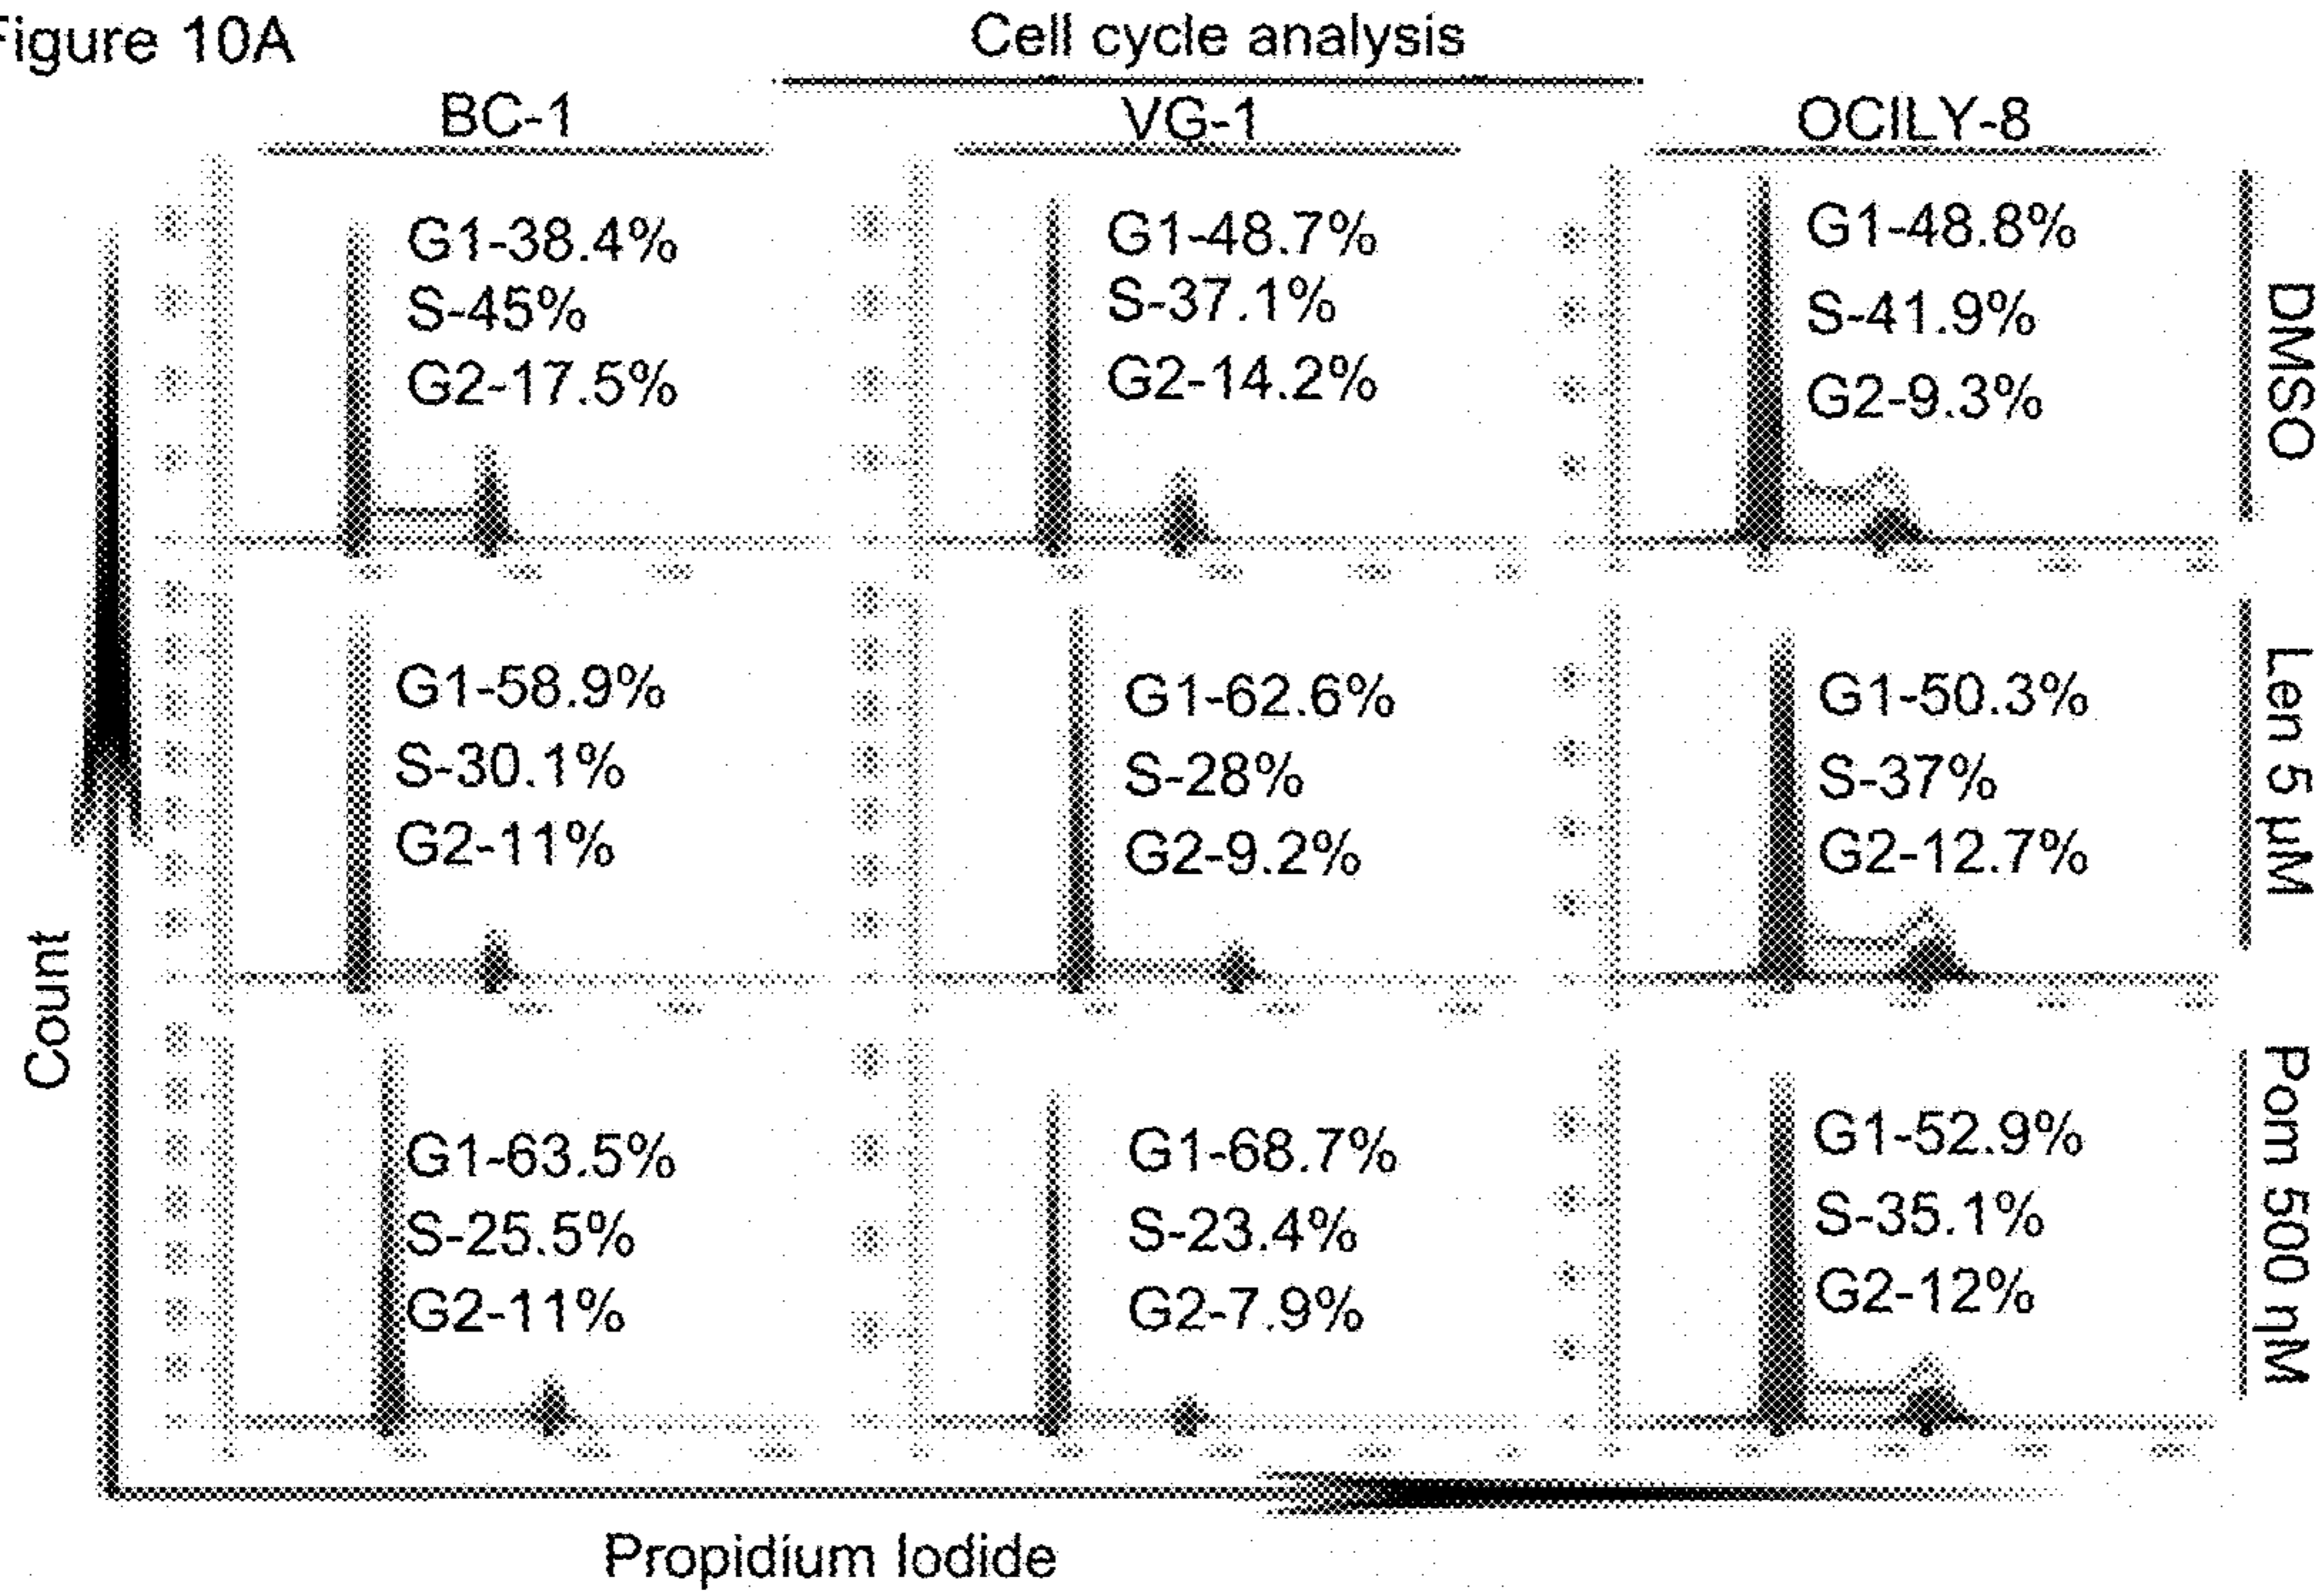 Figure 10A
Cell cycle analysis
BC-1
VG-1
OCILY-8
G1-38.4%
S-45%
G2-17.5%
G1-48.7%
S-37.1%
G2-14.2%
G1-48.8%
S-41.9%
G2-9.3%
DMSO
G1-58.9%
S-30.1%
G2-11%
G1-62.6%
S-28%
G2-9.2%
G1-50.3%
S-37%
G2-12.7%
Len 5 µM
G1-63.5%
S-25.5%
G2-11%
G1-68.7%
S-23.4%
G2-7.9%
G1-52.9%
S-35.1%
G2-12%
Pom 500 ηM
Count
Propidium Iodide